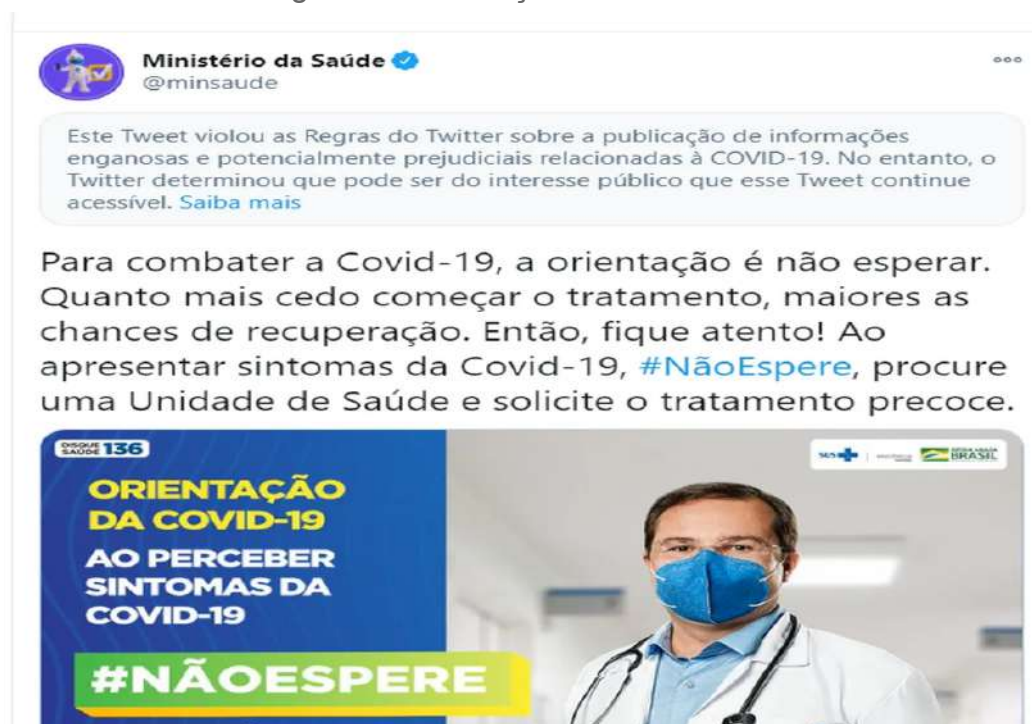 Ministério da Saúde
@minsaude
Este Tweet violou as Regras do Twitter sobre a publicação de informações
enganosas e potencialmente prejudiciais relacionadas à COVID-19. No entanto, o
Twitter determinou que pode ser do interesse público que esse Tweet continue
acessível. Saiba mais
Para combater a Covid-19, a orientação é não esperar.
Quanto mais cedo começar o tratamento, maiores as
chances de recuperação. Então, fique atento! Ao
apresentar sintomas da Covid-19, #NãoEspere, procure
uma Unidade de Saúde e solicite o tratamento precoce.
DISQUE
SAÚDE 136
SUS
BRASIL
ORIENTAÇÃO
DA COVID-19
AO PERCEBER
SINTOMAS DA
COVID-19
#NÃOESPERE